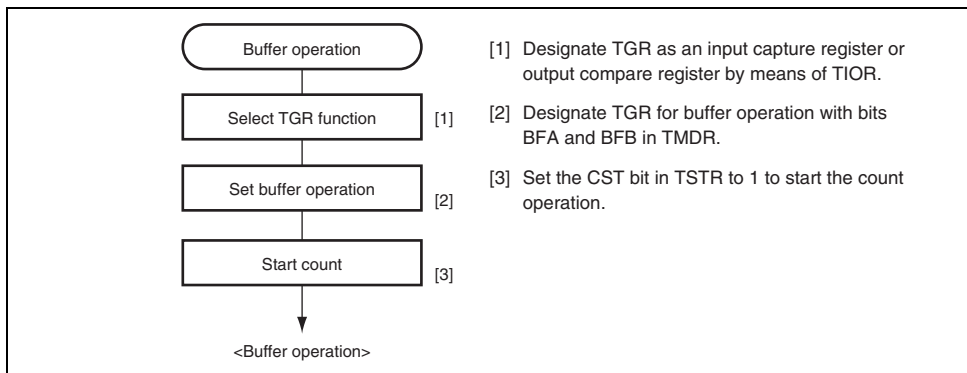 Buffer operation
Select TGR function
[1]
Set buffer operation
[2]
Start count
[3]
<Buffer operation>
[1] Designate TGR as an input capture register or
output compare register by means of TIOR.
[2] Designate TGR for buffer operation with bits
BFA and BFB in TMDR.
[3] Set the CST bit in TSTR to 1 to start the count
operation.